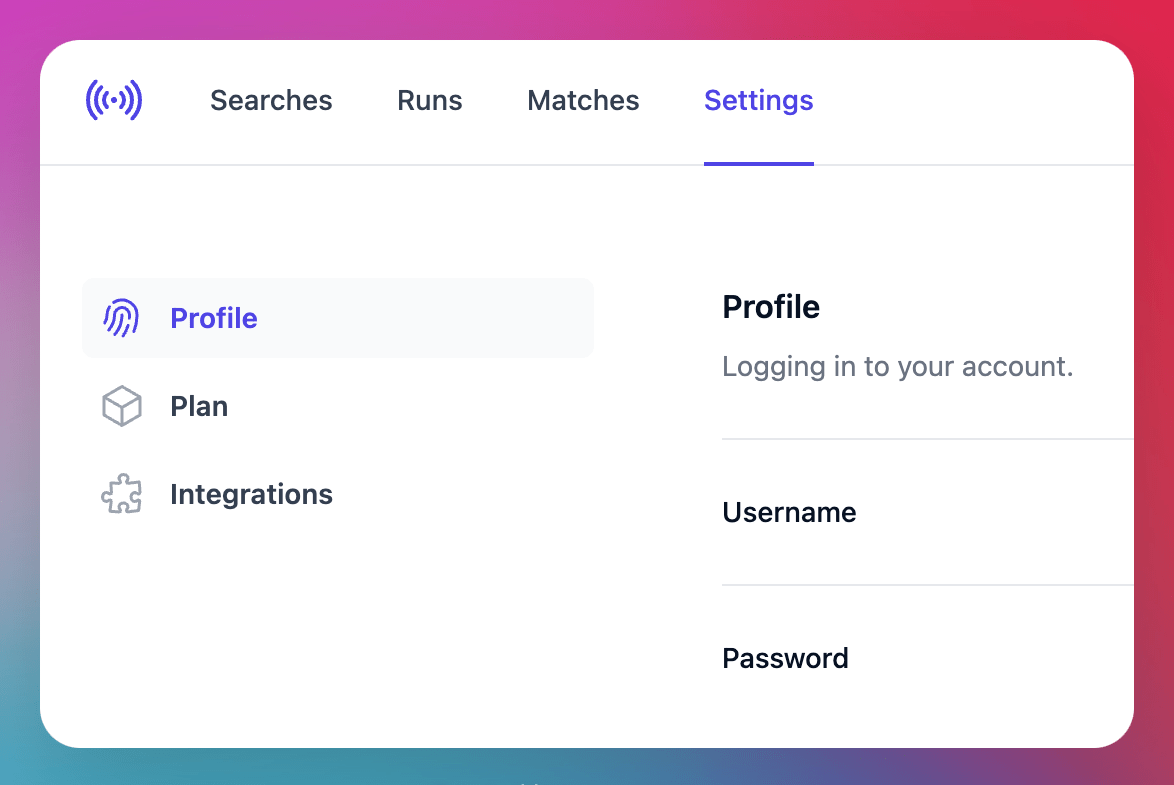 Searches Runs Matches Settings
Profile
Plan
Integrations
Profile
Logging in to your account.
Username
Password